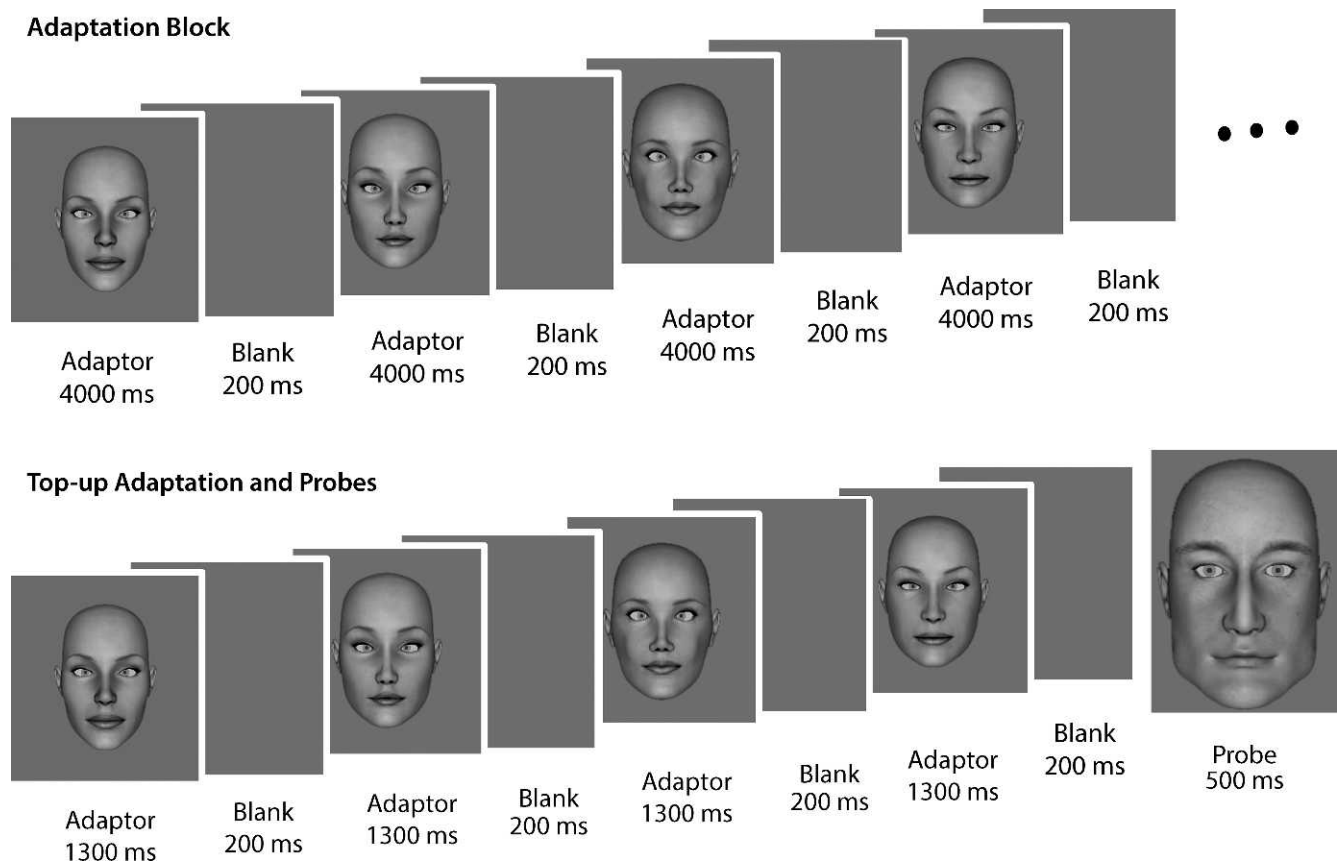 Adaptation Block
Adaptor
4000 ms
Blank
200 ms
Adaptor
4000 ms
Blank
200 ms
Adaptor
4000 ms
Blank
200 ms
Adaptor
4000 ms
Blank
200 ms
Top-up Adaptation and Probes
Adaptor
1300 ms
Blank
200 ms
Adaptor
1300 ms
Blank
200 ms
Adaptor
1300 ms
Blank
200 ms
Adaptor
1300 ms
Blank
200 ms
Probe
500 ms